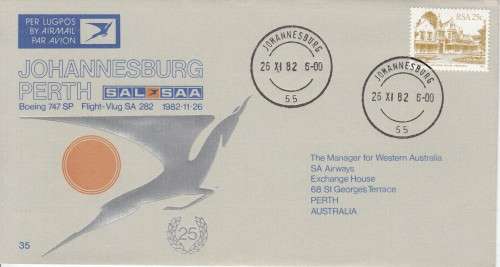 PER LUGPOS
BY AIRMAIL
PAR AVION
JOHANNESBURG
PERTH SAL SAA
Boeing 747 SP Flight-Vlug SA 282 1982-11-26
JOHANNESBURG
26 XI 82 6-00
55
RSA 25c
JOHANNESBURG
26 XI 82 6-00
55
The Manager for Western Australia
SA Airways
Exchange House
68 St Georges Terrace
PERTH
AUSTRALIA
25
35